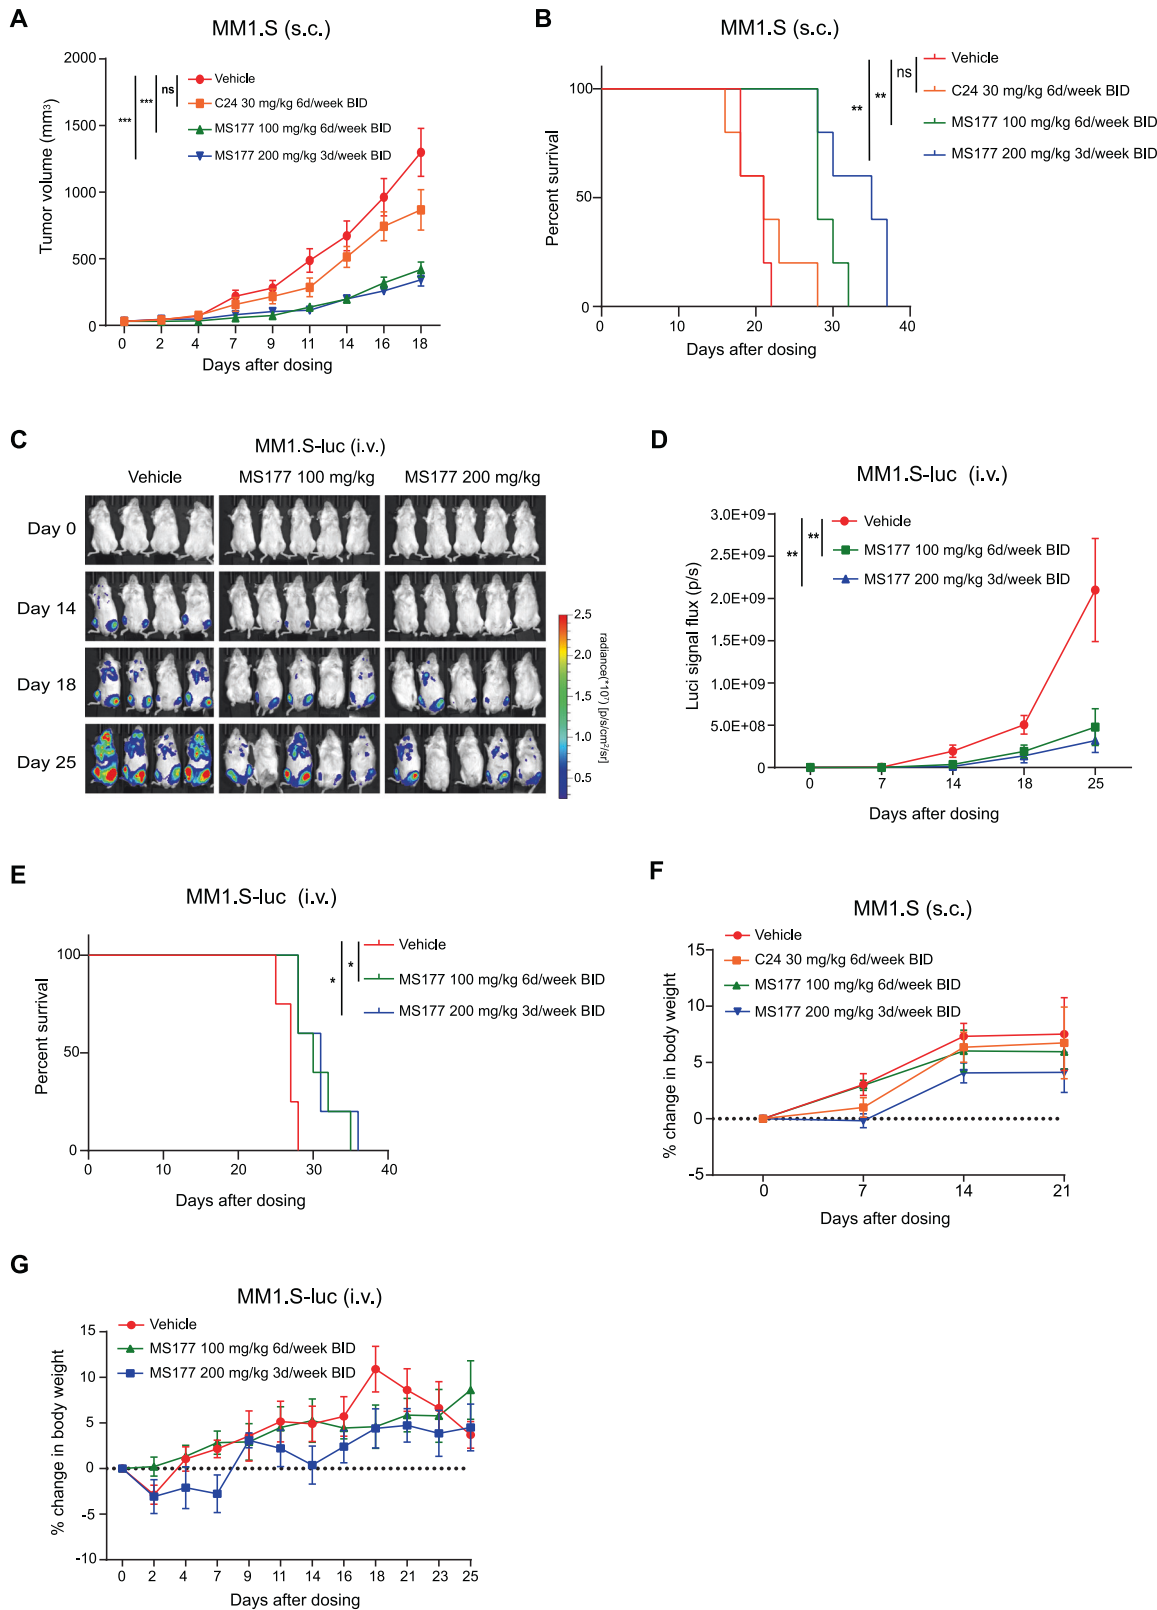 A
MM1.S (s.c.)
2000
1500
1000
500
0
Tumor volume (mm³)
*** *** ns
Vehicle
C24 30 mg/kg 6d/week BID
MS177 100 mg/kg 6d/week BID
MS177 200 mg/kg 3d/week BID
0 2 4 7 9 11 14 16 18
Days after dosing
B
MM1.S (s.c.)
100
50
0
Percent surrival
** ** ns
Vehicle
C24 30 mg/kg 6d/week BID
MS177 100 mg/kg 6d/week BID
MS177 200 mg/kg 3d/week BID
0 10 20 30 40
Days after dosing
C
MM1.S-luc (i.v.)
Vehicle MS177 100 mg/kg MS177 200 mg/kg
Day 0
Day 14
Day 18
Day 25
2.5
2.0
1.5
1.0
0.5
radiance(*10⁷) [p/s/cm²/sr]
D
MM1.S-luc (i.v.)
3.0E+09
2.5E+09
2.0E+09
1.5E+09
1.0E+09
5.0E+08
0
Luci signal flux (p/s)
** **
Vehicle
MS177 100 mg/kg 6d/week BID
MS177 200 mg/kg 3d/week BID
0 7 14 18 25
Days after dosing
E
MM1.S-luc (i.v.)
100
50
0
Percent surrival
* *
Vehicle
MS177 100 mg/kg 6d/week BID
MS177 200 mg/kg 3d/week BID
0 10 20 30 40
Days after dosing
F
MM1.S (s.c.)
15
10
5
0
-5
% change in body weight
Vehicle
C24 30 mg/kg 6d/week BID
MS177 100 mg/kg 6d/week BID
MS177 200 mg/kg 3d/week BID
0 7 14 21
Days after dosing
G
MM1.S-luc (i.v.)
15
10
5
0
-5
-10
% change in body weight
Vehicle
MS177 100 mg/kg 6d/week BID
MS177 200 mg/kg 3d/week BID
0 2 4 7 9 11 14 16 18 21 23 25
Days after dosing